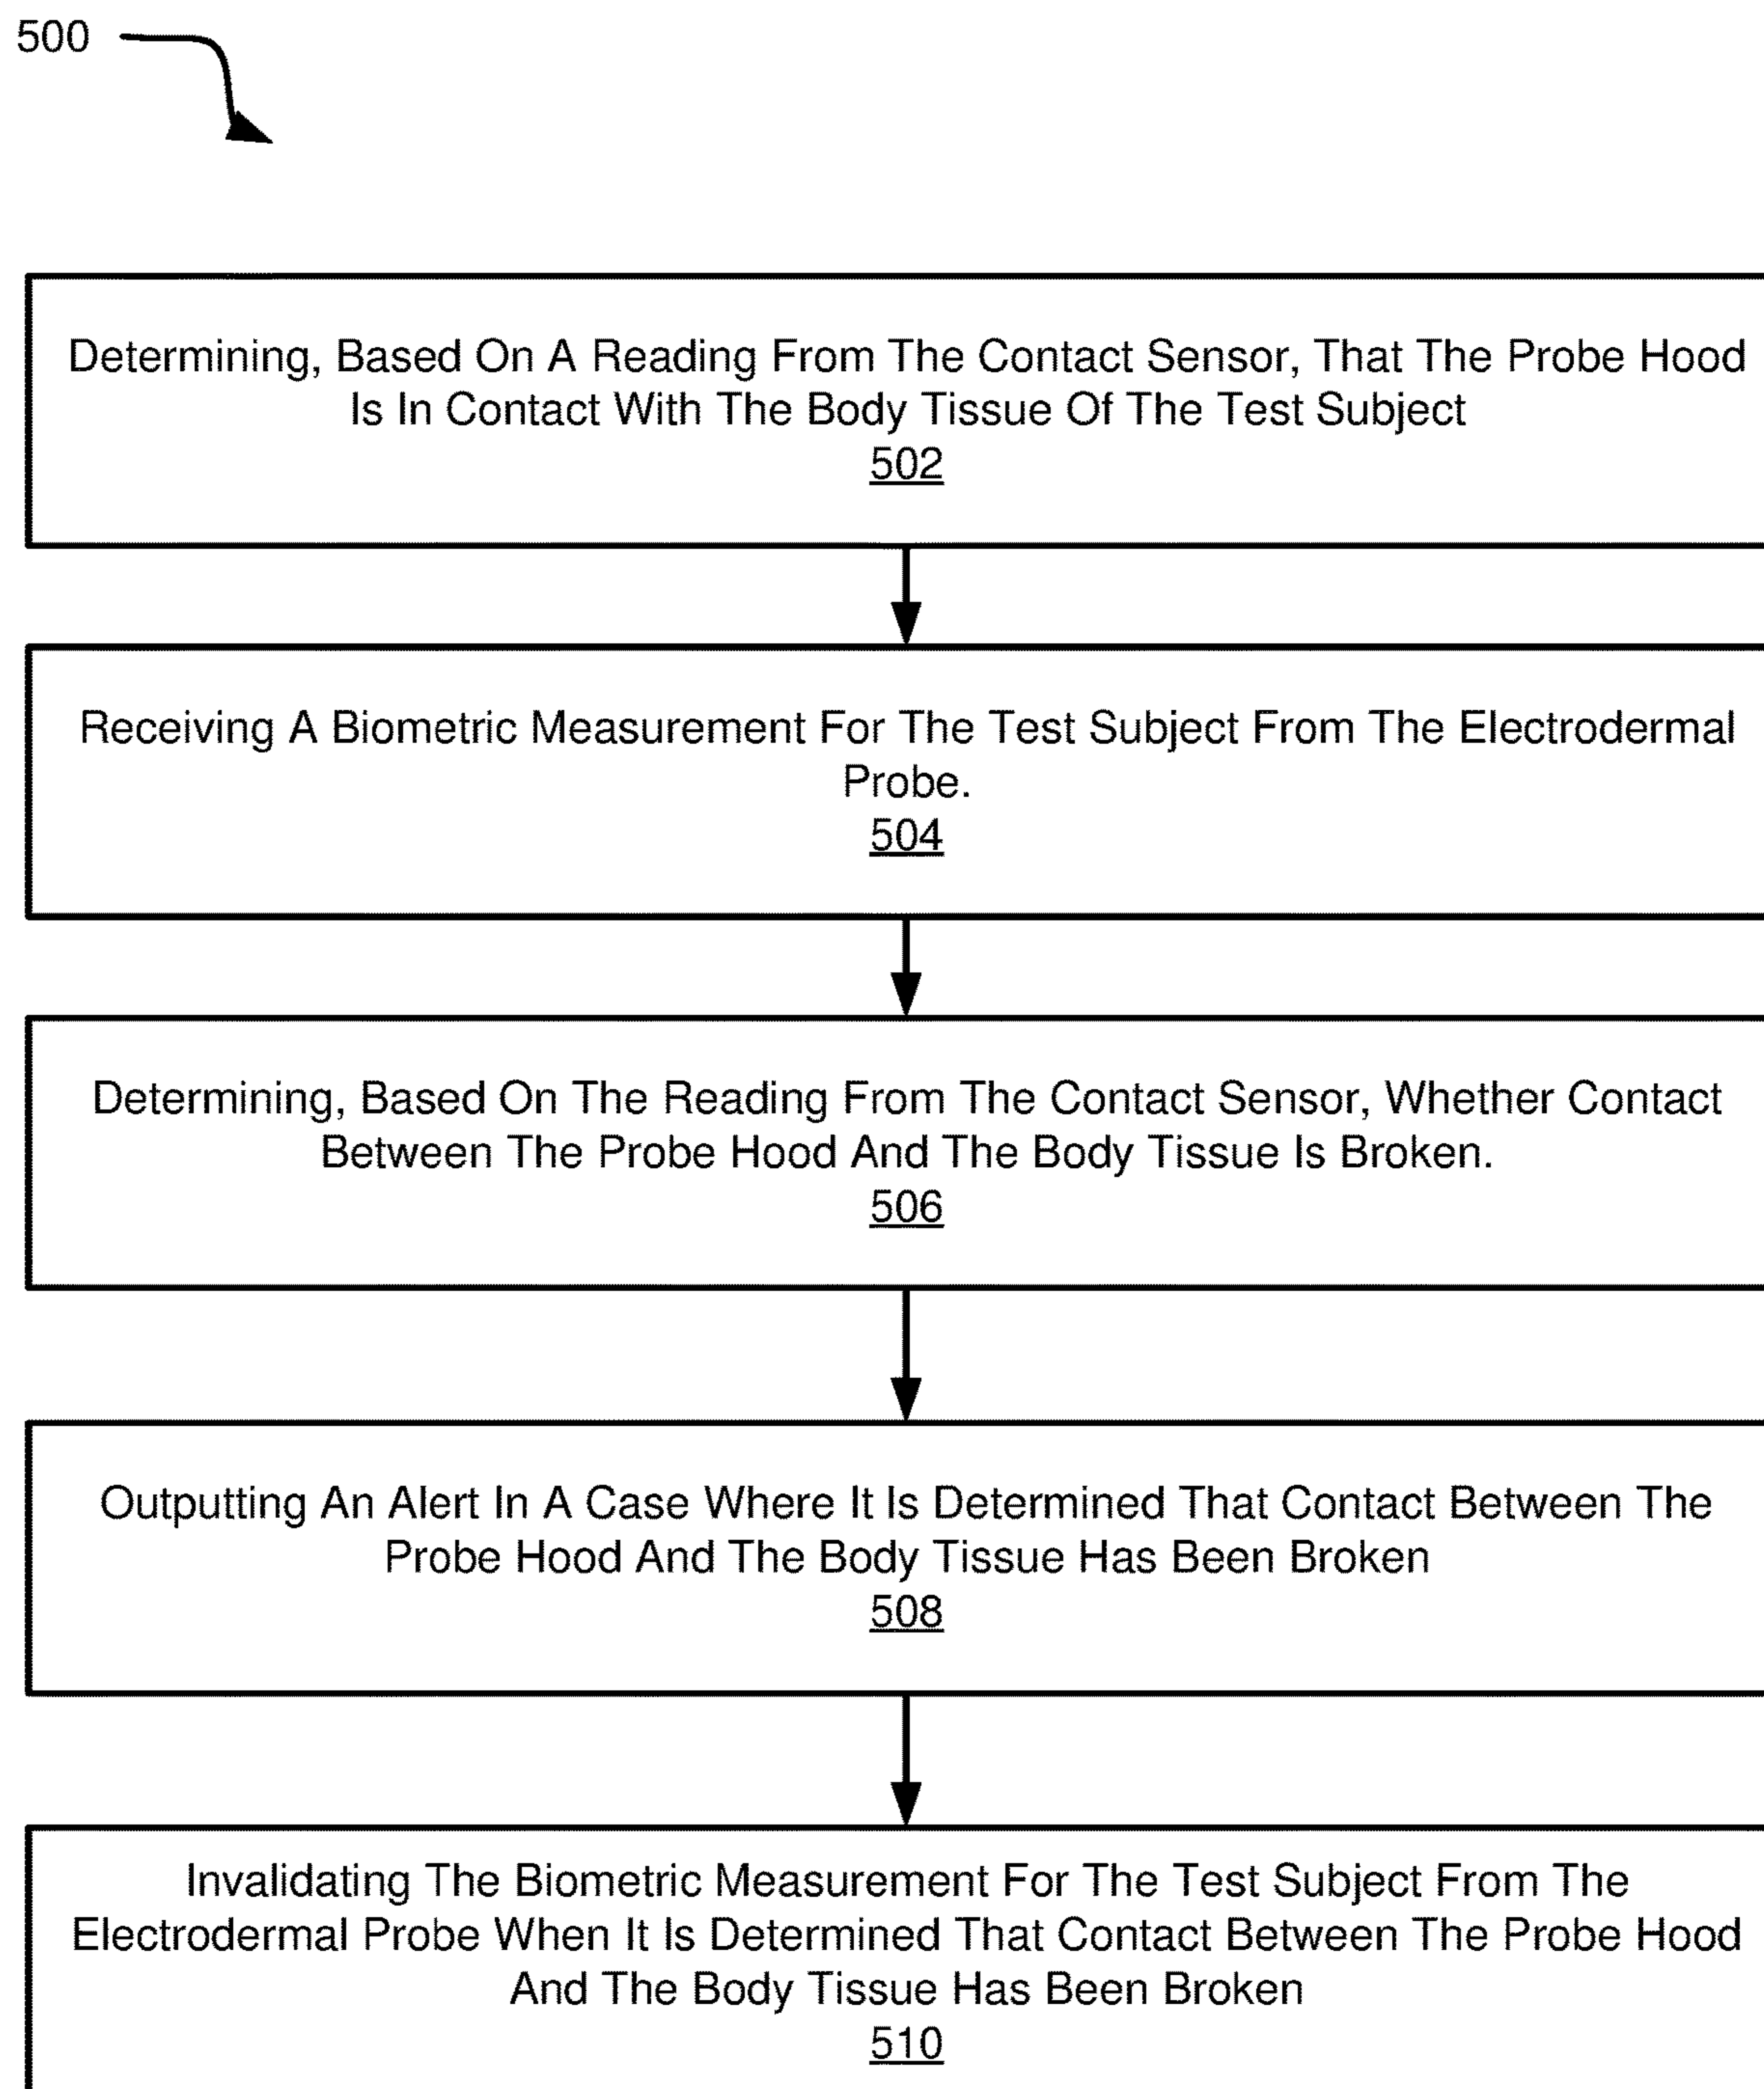 500
Determining, Based On A Reading From The Contact Sensor, That The Probe Hood
Is In Contact With The Body Tissue Of The Test Subject
502
Receiving A Biometric Measurement For The Test Subject From The Electrodermal
Probe.
504
Determining, Based On The Reading From The Contact Sensor, Whether Contact
Between The Probe Hood And The Body Tissue Is Broken.
506
Outputting An Alert In A Case Where It Is Determined That Contact Between The
Probe Hood And The Body Tissue Has Been Broken
508
Invalidating The Biometric Measurement For The Test Subject From The
Electrodermal Probe When It Is Determined That Contact Between The Probe Hood
And The Body Tissue Has Been Broken
510